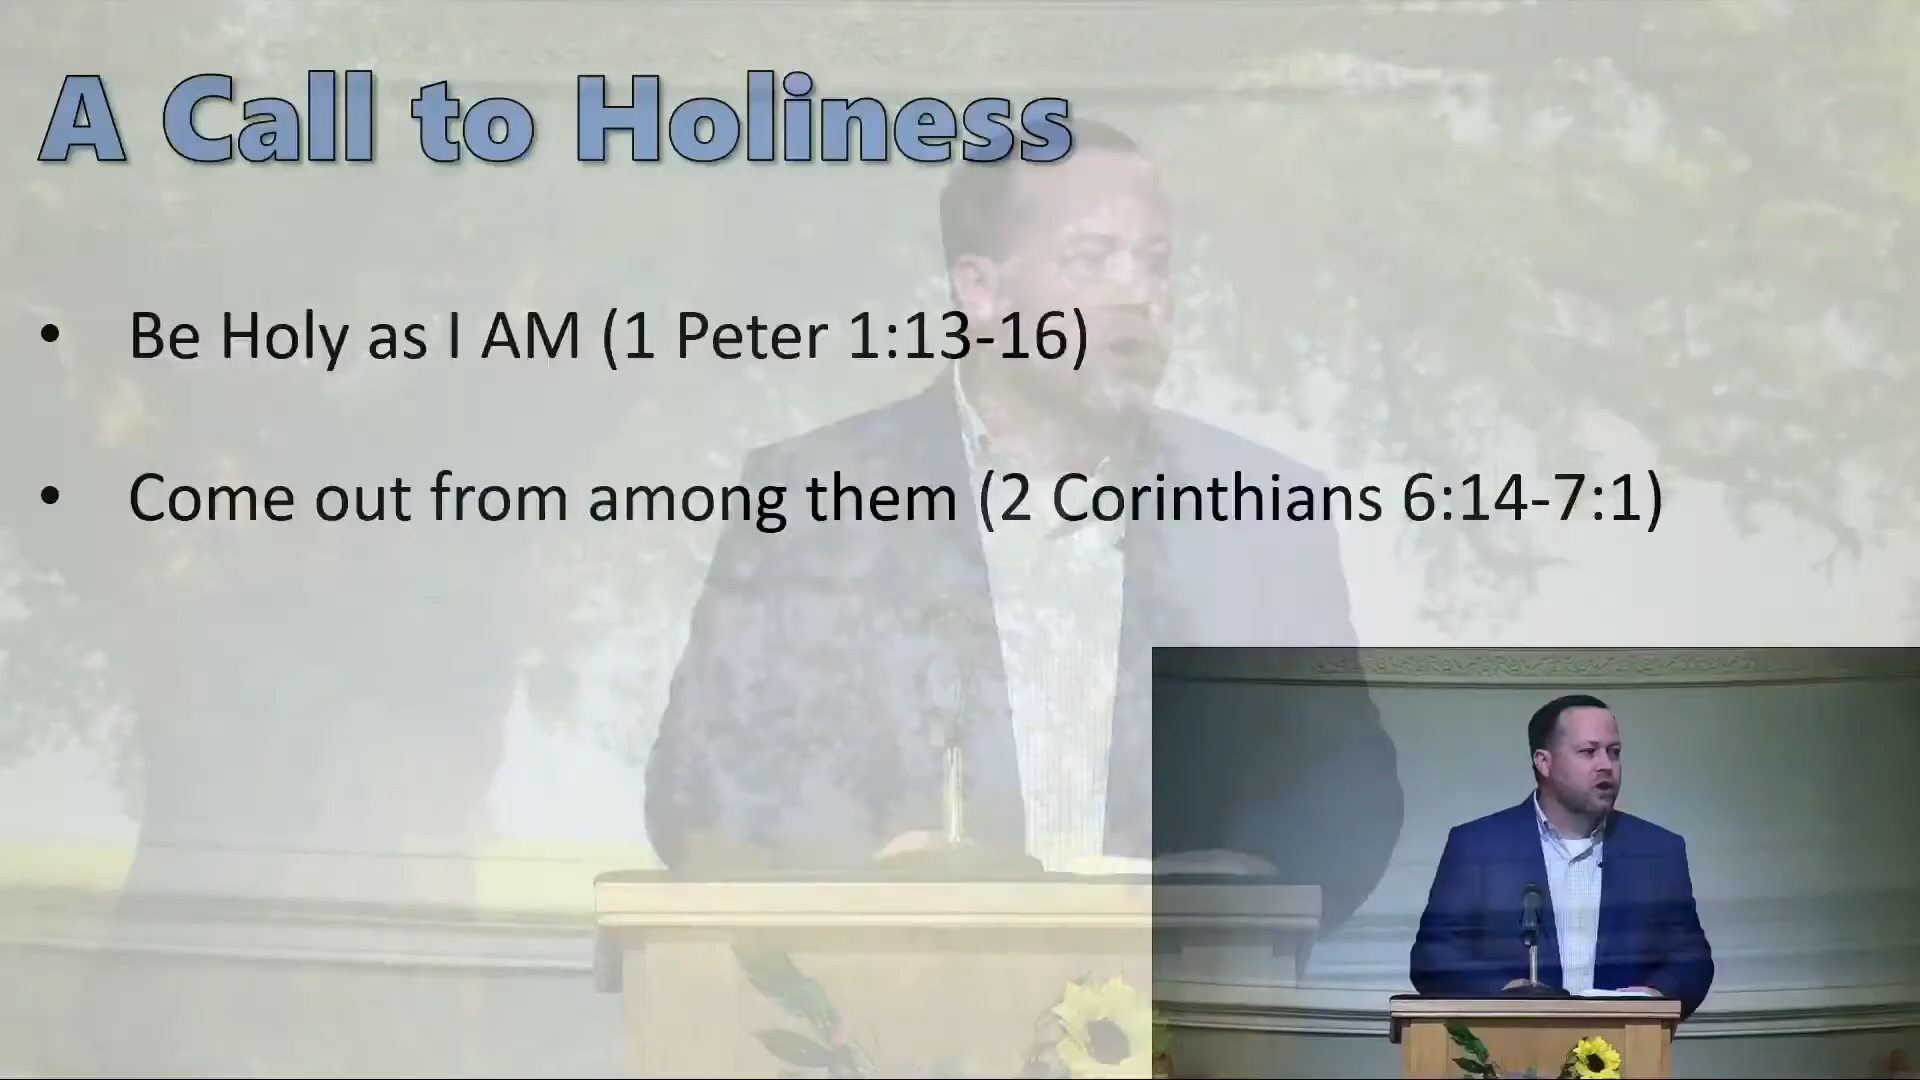 A Call to Holiness
• Be Holy as I AM (1 Peter 1:13-16)
• Come out from among them (2 Corinthians 6:14-7:1)